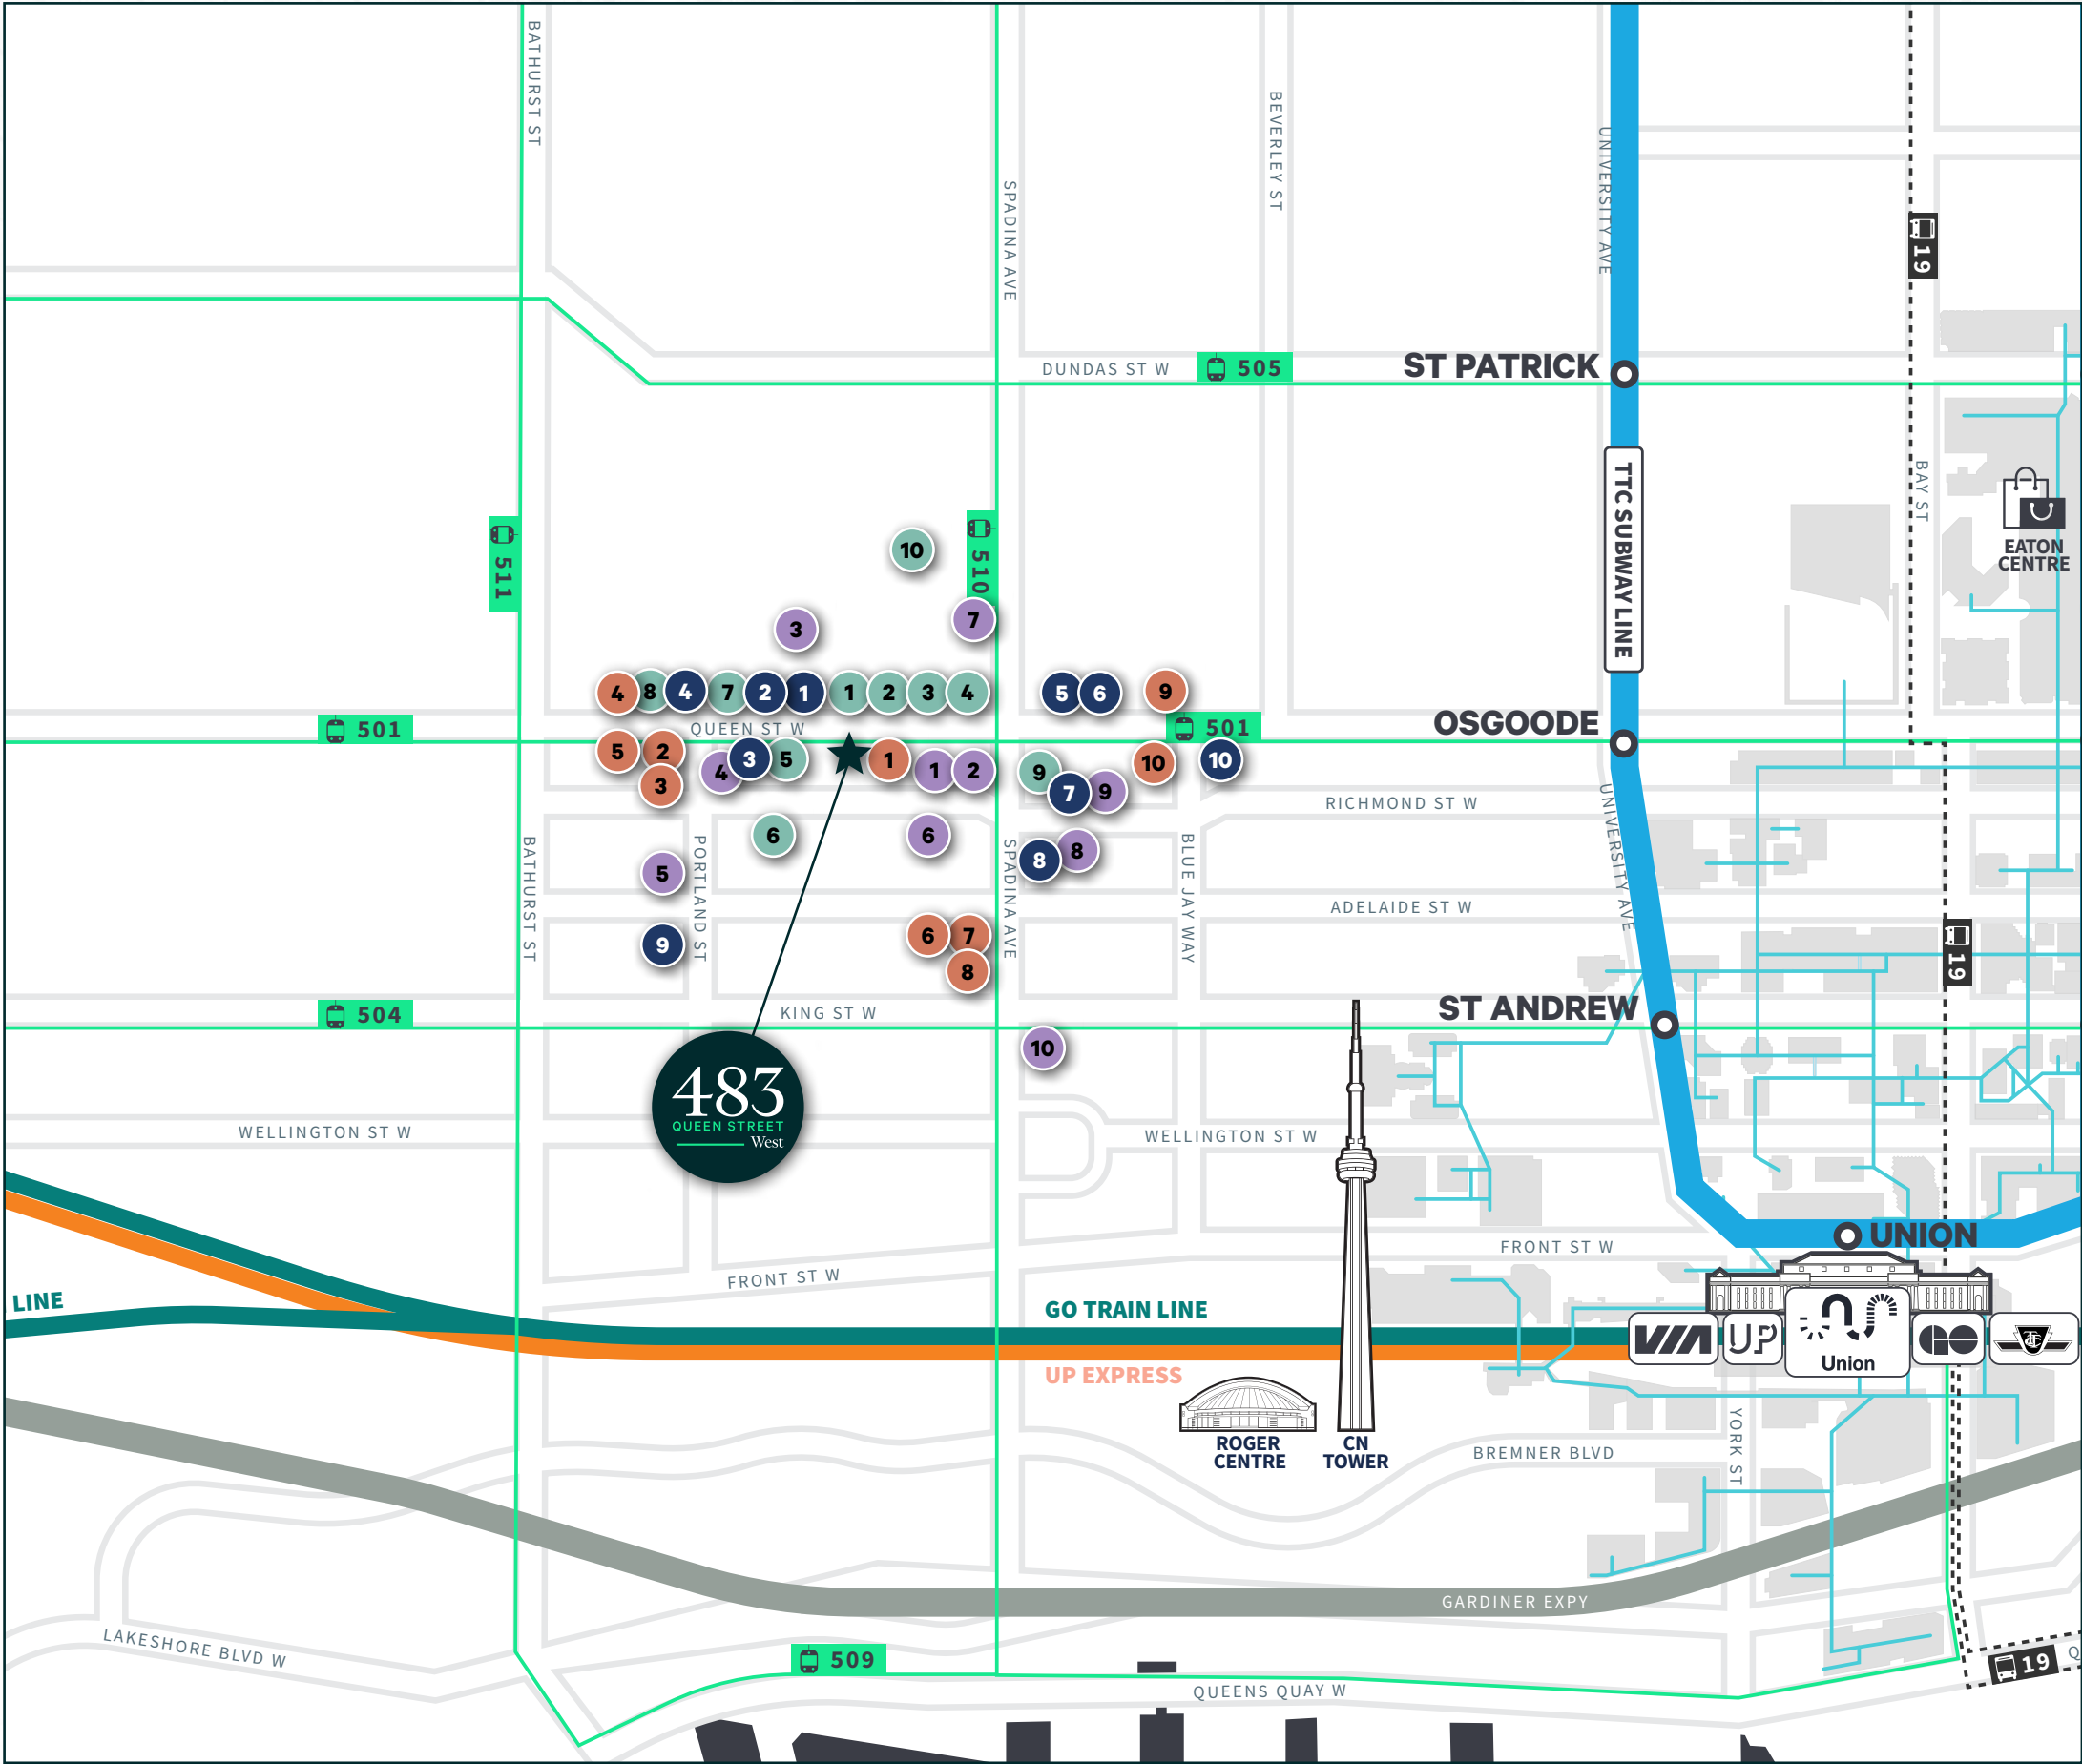 BATHURST ST
SPADINA AVE
BEVERLEY ST
UNIVERSITY AVE
19
DUNDAS ST W
505
ST PATRICK
TTC SUBWAY LINE
BAY ST
EATON
CENTRE
511
510
10
3
7
4
8
4
7
2
1
1
2
3
4
5
6
9
501
QUEEN ST W
501
OSGOODE
5
2
3
4
3
5
1
1
2
9
7
9
10
10
RICHMOND ST W
UNIVERSITY AVE
6
6
8
8
5
BATHURST ST
PORTLAND ST
SPADINA AVE
BLUE JAY WAY
ADELAIDE ST W
9
6
7
8
19
504
KING ST W
ST ANDREW
10
483
QUEEN STREET
West
WELLINGTON ST W
WELLINGTON ST W
UNION
FRONT ST W
FRONT ST W
LINE
GO TRAIN LINE
UP EXPRESS
VIA
UP
Union
GO
TTC
ROGER
CENTRE
CN
TOWER
BREMNER BLVD
YORK ST
GARDINER EXPY
LAKESHORE BLVD W
509
QUEENS QUAY W
19
Q